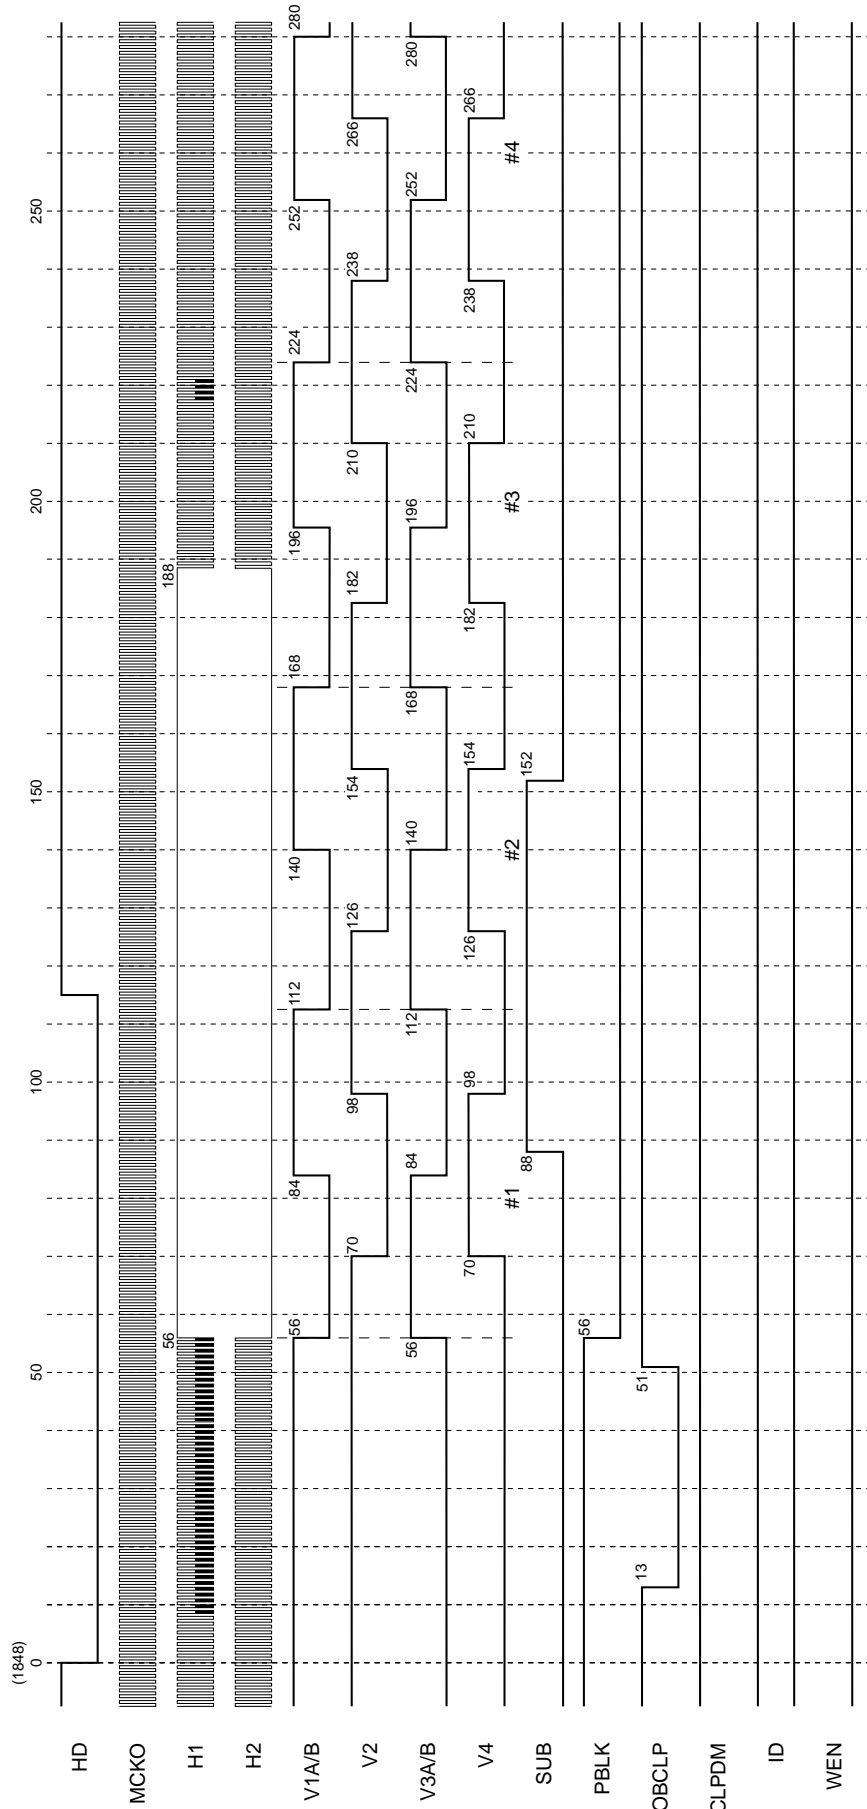 (1848)
0 50 100 150 200 250
HD
MCKO
H1 56 188
H2
V1A/B 56 84 112 140 168 196 224 252 280
V2 70 98 126 154 182 210 238 266
V3A/B 56 84 112 140 168 196 224 252 280
V4 70 98 126 154 182 210 238 266
#1 #2 #3 #4
SUB 88 152
PBLK 56
OBCLP 13 51
CLPDM
ID
WEN